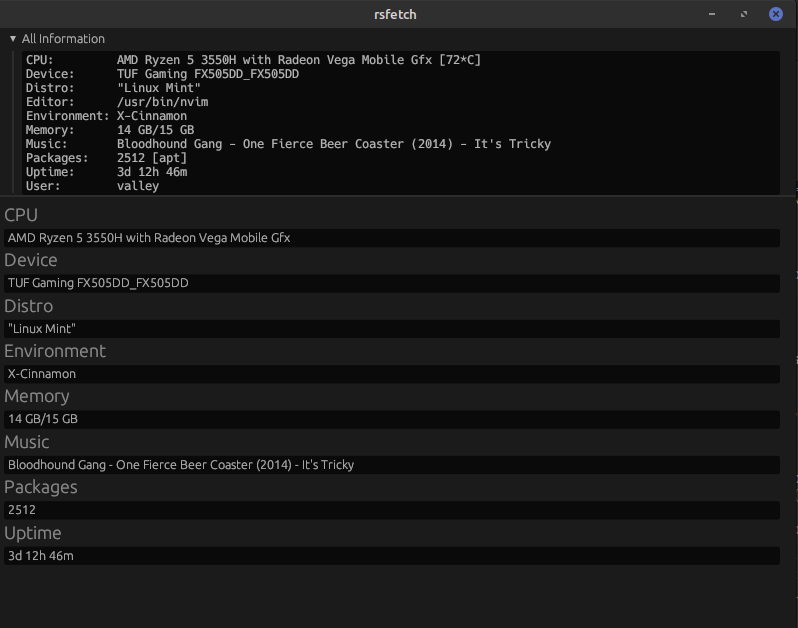 rsfetch
▼ All Information
CPU: AMD Ryzen 5 3550H with Radeon Vega Mobile Gfx [72*C]
Device: TUF Gaming FX505DD_FX505DD
Distro: "Linux Mint"
Editor: /usr/bin/nvim
Environment: X-Cinnamon
Memory: 14 GB/15 GB
Music: Bloodhound Gang - One Fierce Beer Coaster (2014) - It's Tricky
Packages: 2512 [apt]
Uptime: 3d 12h 46m
User: valley
CPU
AMD Ryzen 5 3550H with Radeon Vega Mobile Gfx
Device
TUF Gaming FX505DD_FX505DD
Distro
"Linux Mint"
Environment
X-Cinnamon
Memory
14 GB/15 GB
Music
Bloodhound Gang - One Fierce Beer Coaster (2014) - It's Tricky
Packages
2512
Uptime
3d 12h 46m